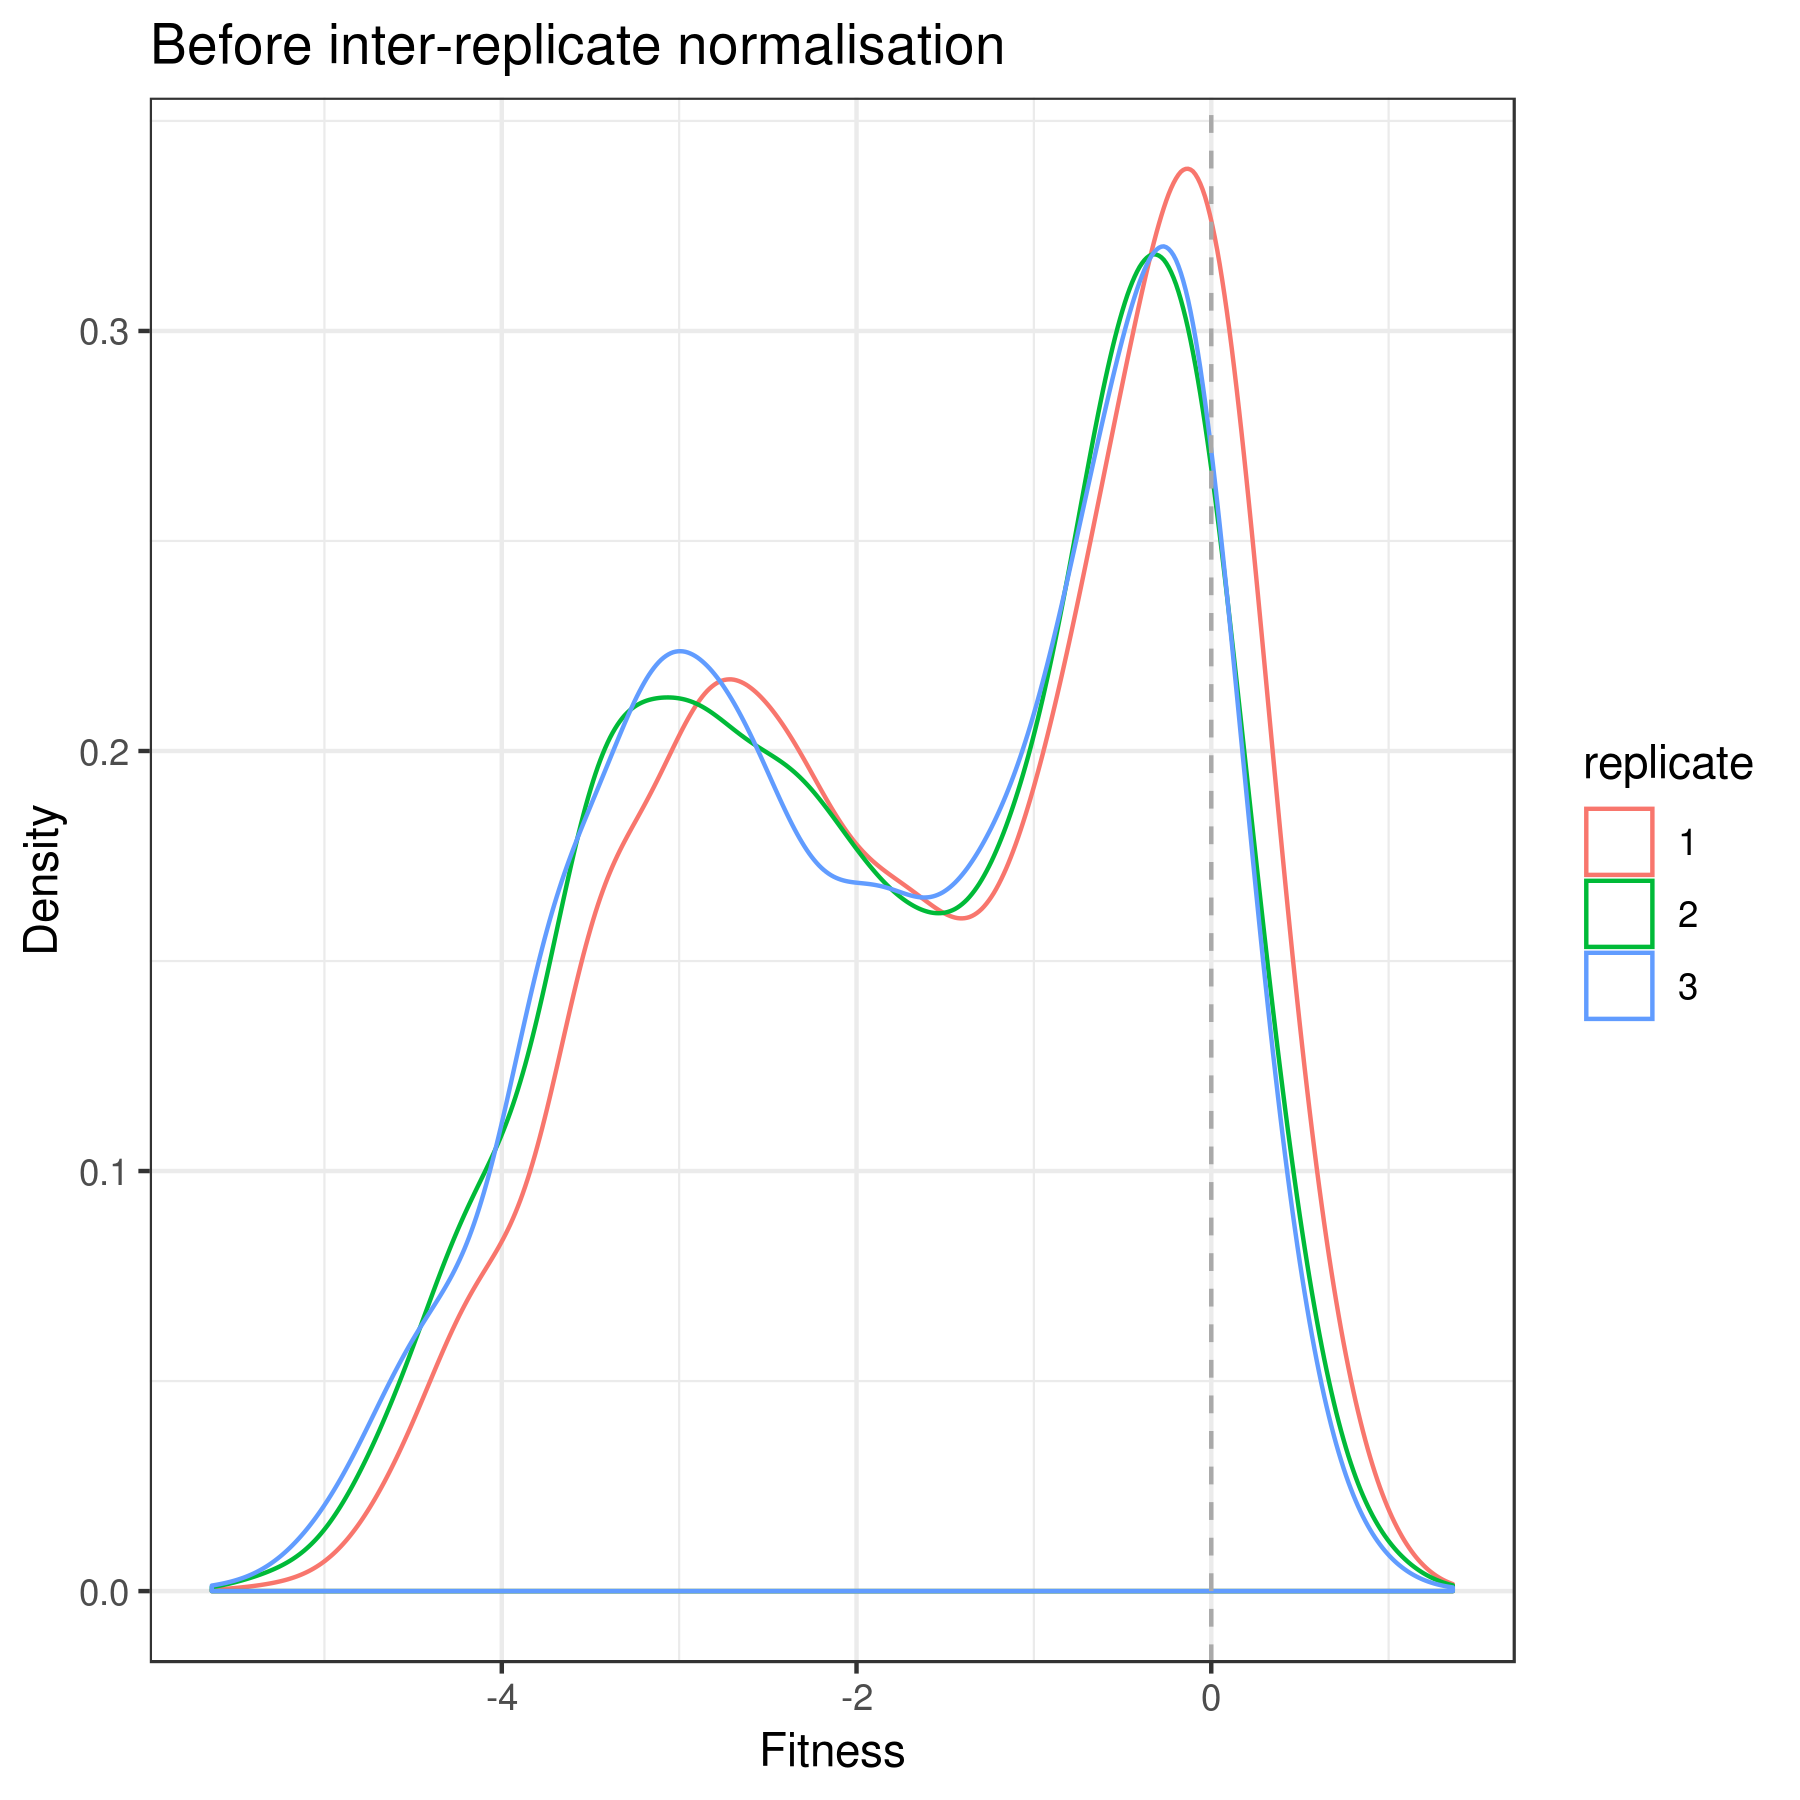 Before inter-replicate normalisation
Density
0.3
0.2
0.1
0.0
-4
-2
0
Fitness
replicate
1
2
3